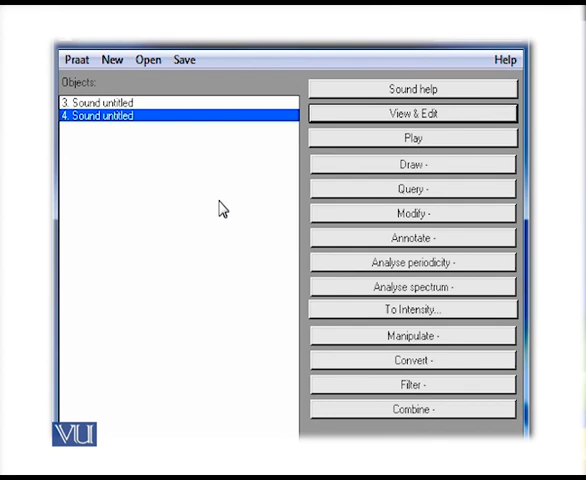 Praat New Open Save Help
Objects:
3. Sound untitled
4. Sound untitled
Sound help
View & Edit
Play
Draw -
Query -
Modify -
Annotate -
Analyse periodicity -
Analyse spectrum -
To Intensity...
Manipulate -
Convert -
Filter -
Combine -
VU